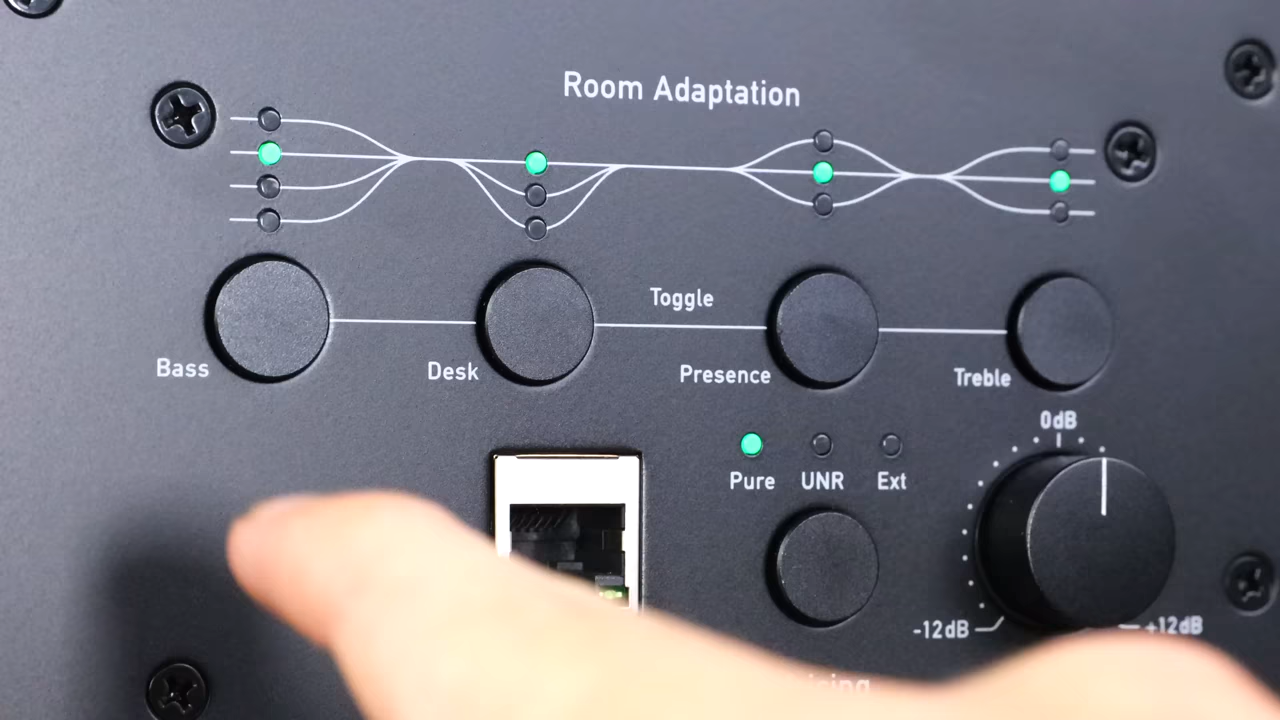 Room Adaptation
Toggle
Bass
Desk
Presence
Treble
0dB
Pure
UNR
Ext
-12dB
+12dB